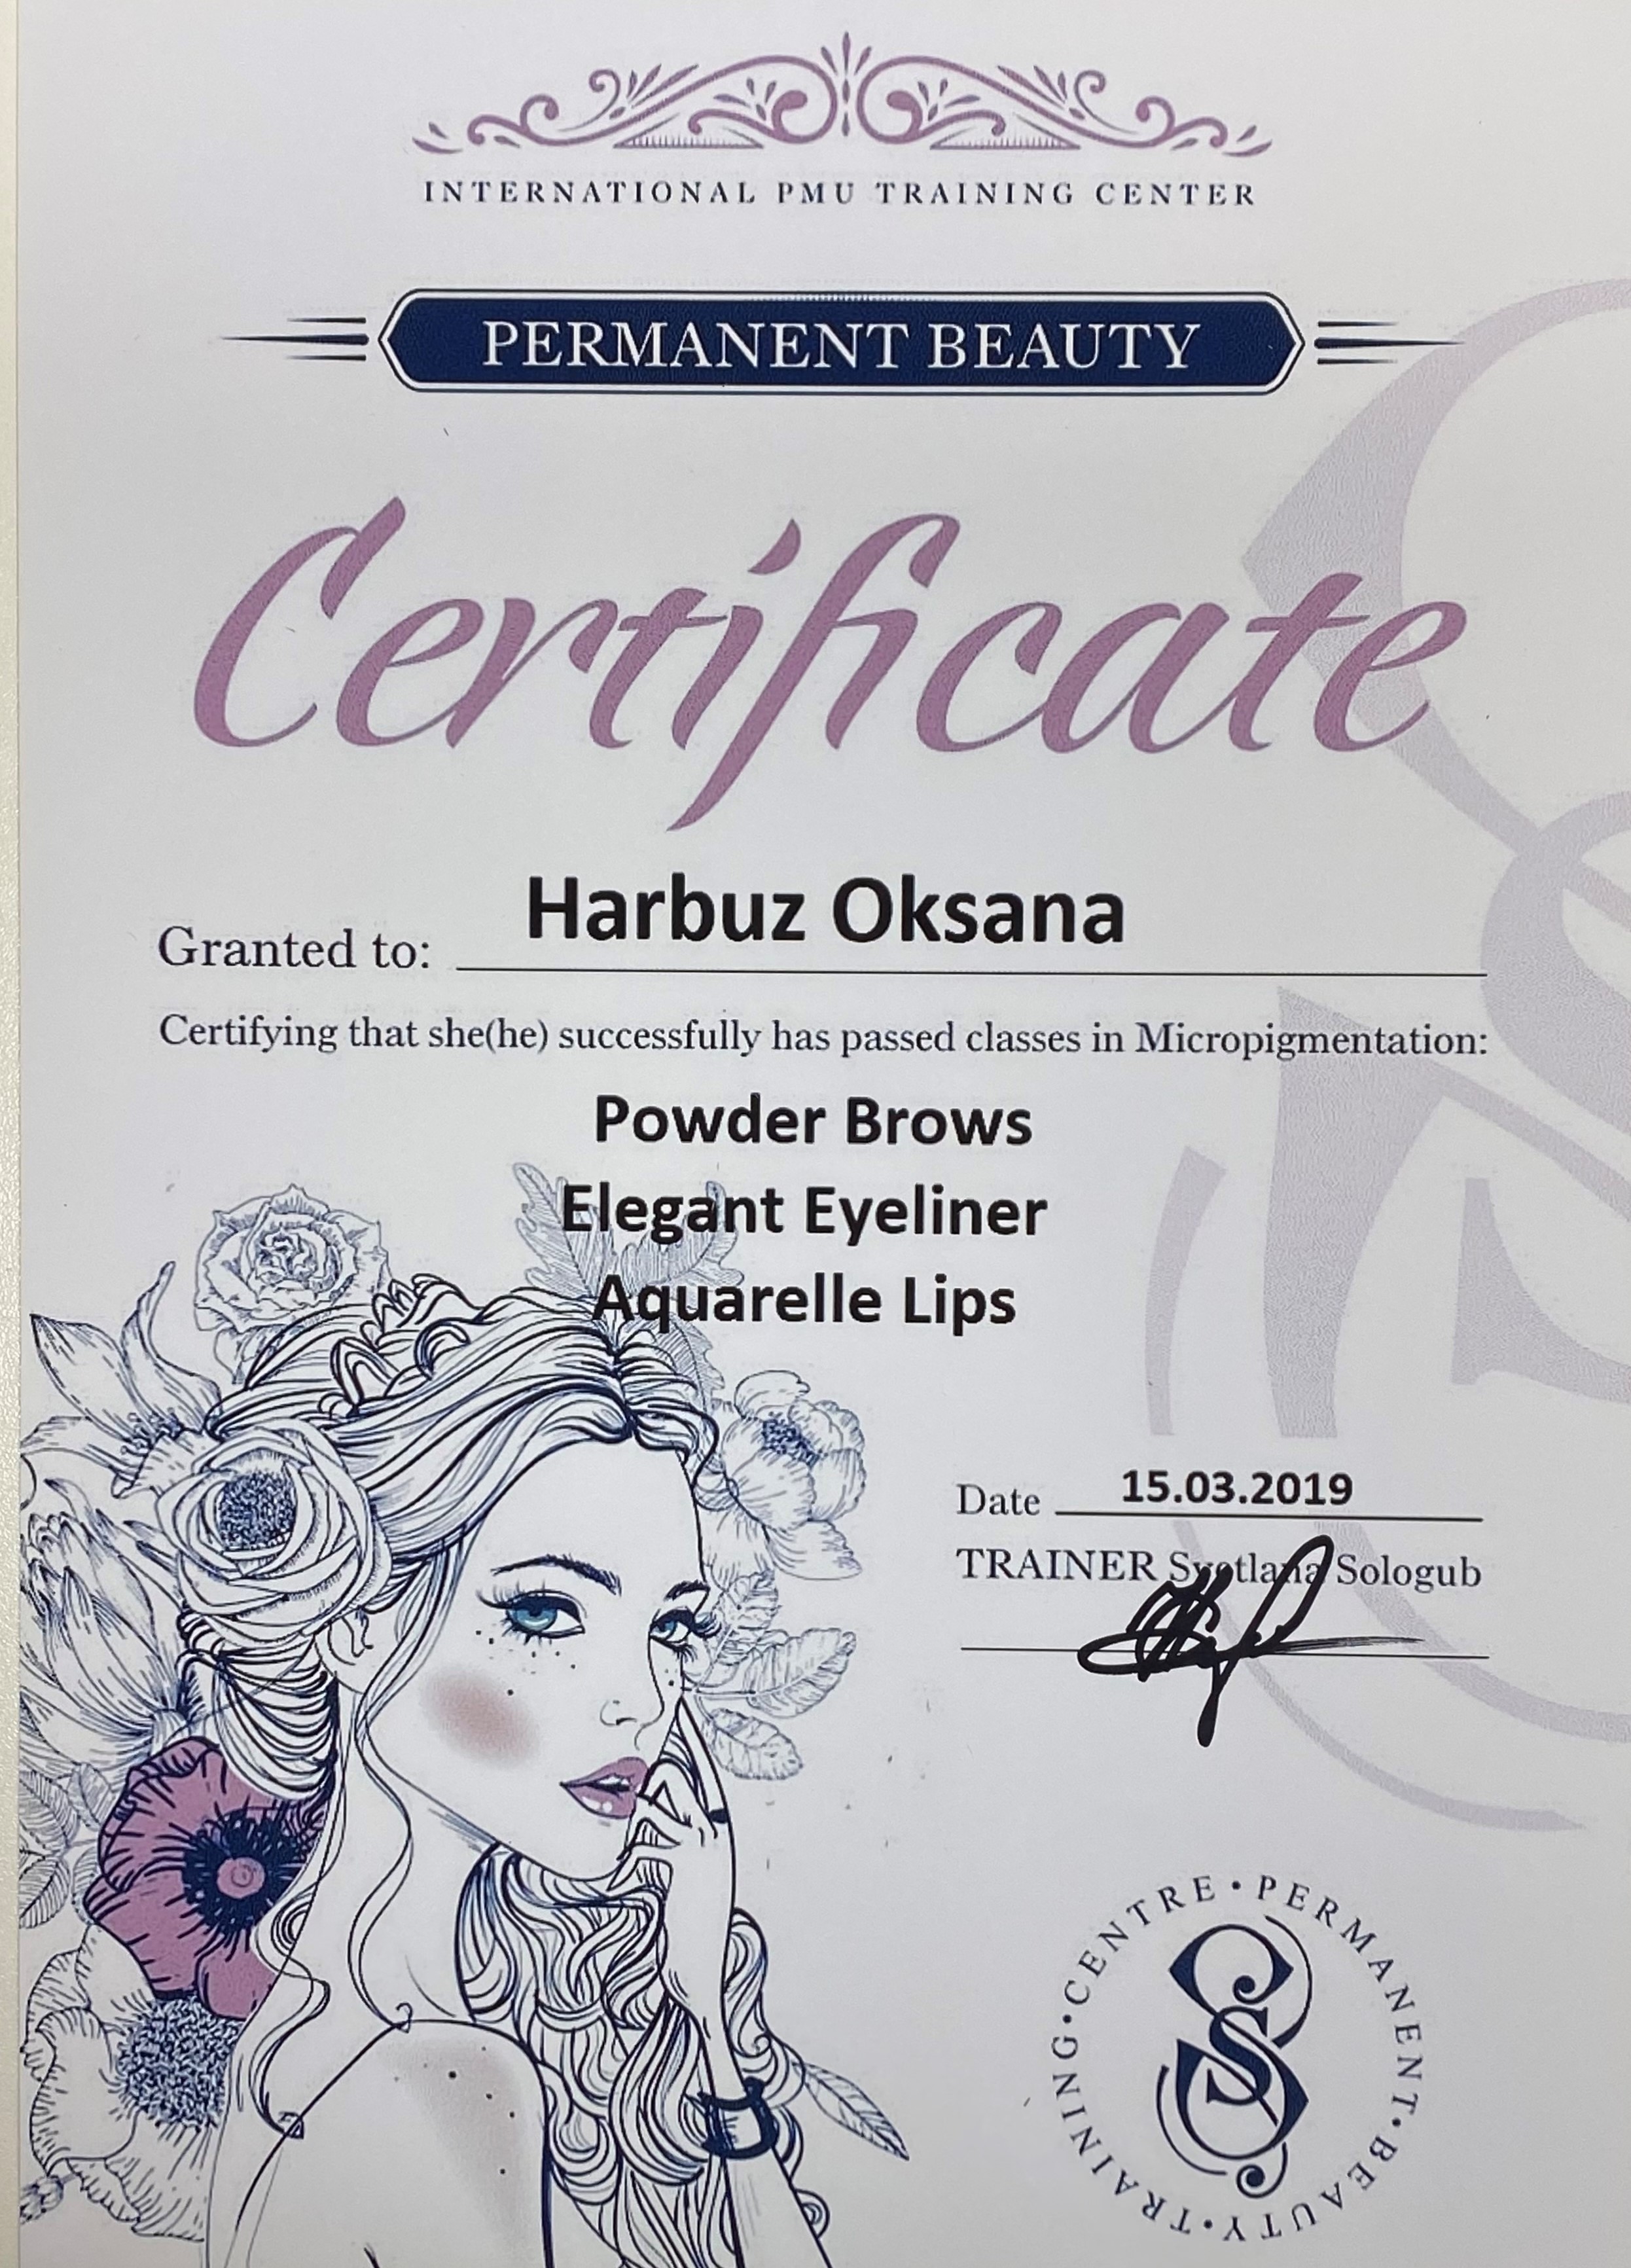 INTERNATIONAL PMU TRAINING CENTER
PERMANENT BEAUTY
Certificate
Granted to: Harbuz Oksana
Certifying that she(he) successfully has passed classes in Micropigmentation:
Powder Brows
Elegant Eyeliner
Aquarelle Lips
Date 15.03.2019
TRAINER Svetlana Sologub
TRAINING • CENTRE • PERMANENT • BEAUTY •